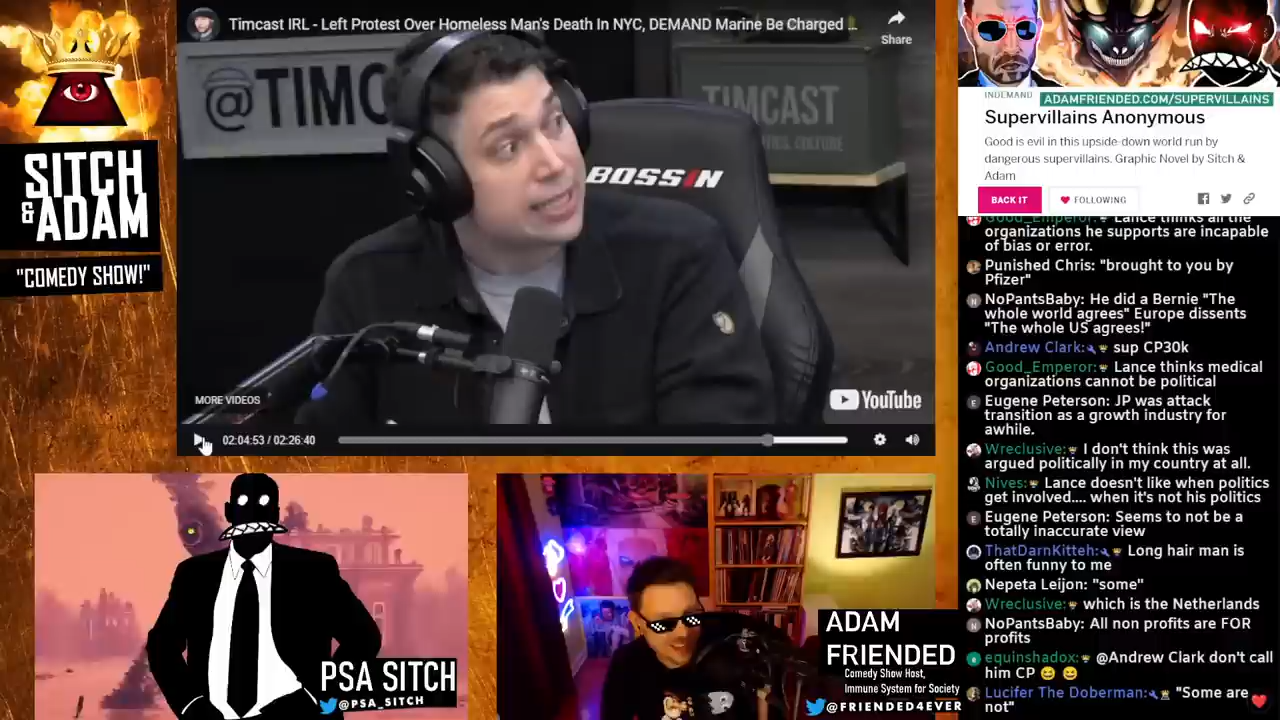 Timcast IRL - Left Protest Over Homeless Man's Death In NYC, DEMAND Marine Be Charged ...
Share
@TIMC
TIMCAST
CULTURE
BOSSIN
MORE VIDEOS
YouTube
02:04:53 / 02:26:40
SITCH
& ADAM
"COMEDY SHOW!"
PSA SITCH
@PSA_SITCH
ADAM
FRIENDED
Comedy Show Host,
Immune System for Society
@FRIENDED4EVER
INDEMAND
ADAMFRIENDED.COM/SUPERVILLAINS
Supervillains Anonymous
Good is evil in this upside-down world run by
dangerous supervillains. Graphic Novel by Sitch &
Adam
BACK IT
FOLLOWING
Good_Emperor: Lance thinks all the
organizations he supports are incapable
of bias or error.
Punished Chris: "brought to you by
Pfizer"
NoPantsBaby: He did a Bernie "The
whole world agrees" Europe dissents
"The whole US agrees!"
Andrew Clark: sup CP30k
Good_Emperor: Lance thinks medical
organizations cannot be political
Eugene Peterson: JP was attack
transition as a growth industry for
awhile.
Wreclusive: I don't think this was
argued politically in my country at all.
Nives: Lance doesn't like when politics
get involved.... when it's not his politics
Eugene Peterson: Seems to not be a
totally inaccurate view
ThatDarnKitteh: Long hair man is
often funny to me
Nepeta Leijon: "some"
Wreclusive: which is the Netherlands
NoPantsBaby: All non profits are FOR
profits
equinshadox: @Andrew Clark don't call
him CP
Lucifer The Doberman: "Some are
not"